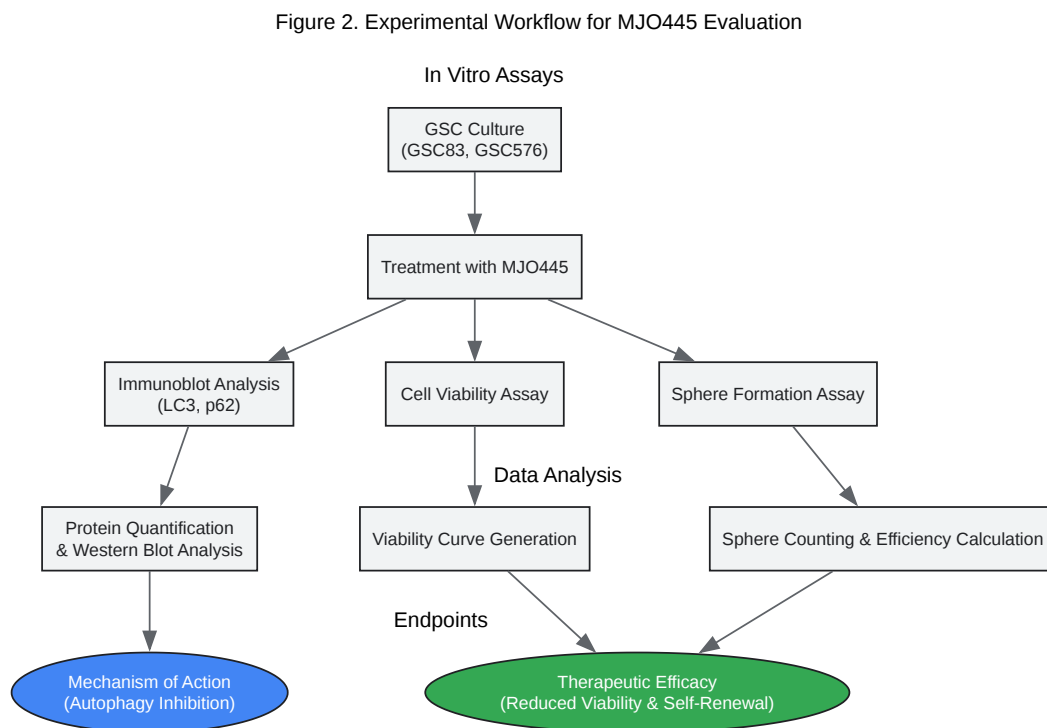 Figure 2. Experimental Workflow for MJO445 Evaluation
In Vitro Assays
GSC Culture
(GSC83, GSC576)
Treatment with MJO445
Immunoblot Analysis
(LC3, p62)
Cell Viability Assay
Sphere Formation Assay
Data Analysis
Protein Quantification
& Western Blot Analysis
Viability Curve Generation
Sphere Counting & Efficiency Calculation
Endpoints
Mechanism of Action
(Autophagy Inhibition)
Therapeutic Efficacy
(Reduced Viability & Self-Renewal)